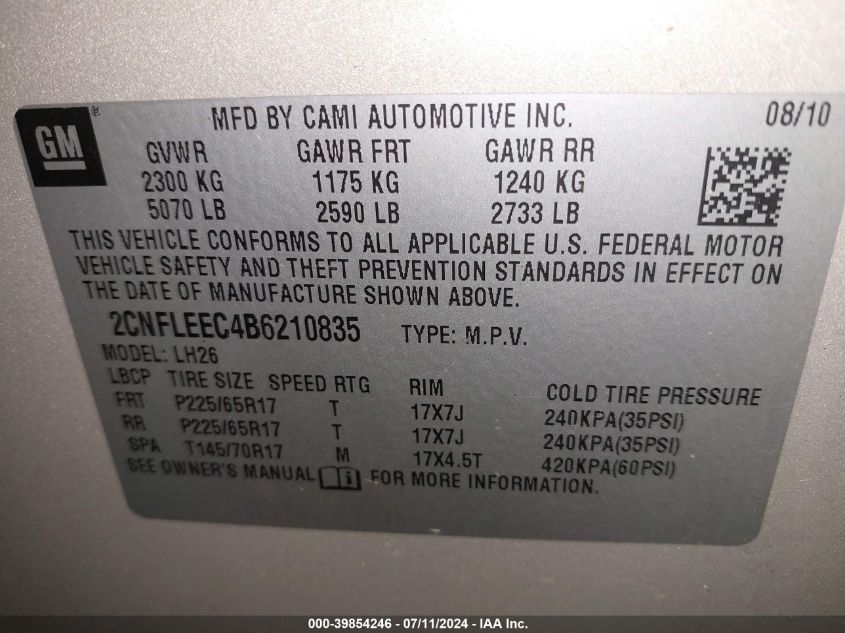 GM ®
MFD BY CAMI AUTOMOTIVE INC. 08/10
GVWR GAWR FRT GAWR RR
2300 KG 1175 KG 1240 KG
5070 LB 2590 LB 2733 LB
THIS VEHICLE CONFORMS TO ALL APPLICABLE U.S. FEDERAL MOTOR
VEHICLE SAFETY AND THEFT PREVENTION STANDARDS IN EFFECT ON
THE DATE OF MANUFACTURE SHOWN ABOVE.
2CNFLEEC4B6210835 TYPE: M.P.V.
MODEL: LH26
LBCP TIRE SIZE SPEED RTG RIM COLD TIRE PRESSURE
FRT P225/65R17 T 17X7J 240KPA(35PSI)
RR P225/65R17 T 17X7J 240KPA(35PSI)
SPA T145/70R17 M 17X4.5T 420KPA(60PSI)
SEE OWNER'S MANUAL i FOR MORE INFORMATION.
000-39854246 - 07/11/2024 - IAA Inc.